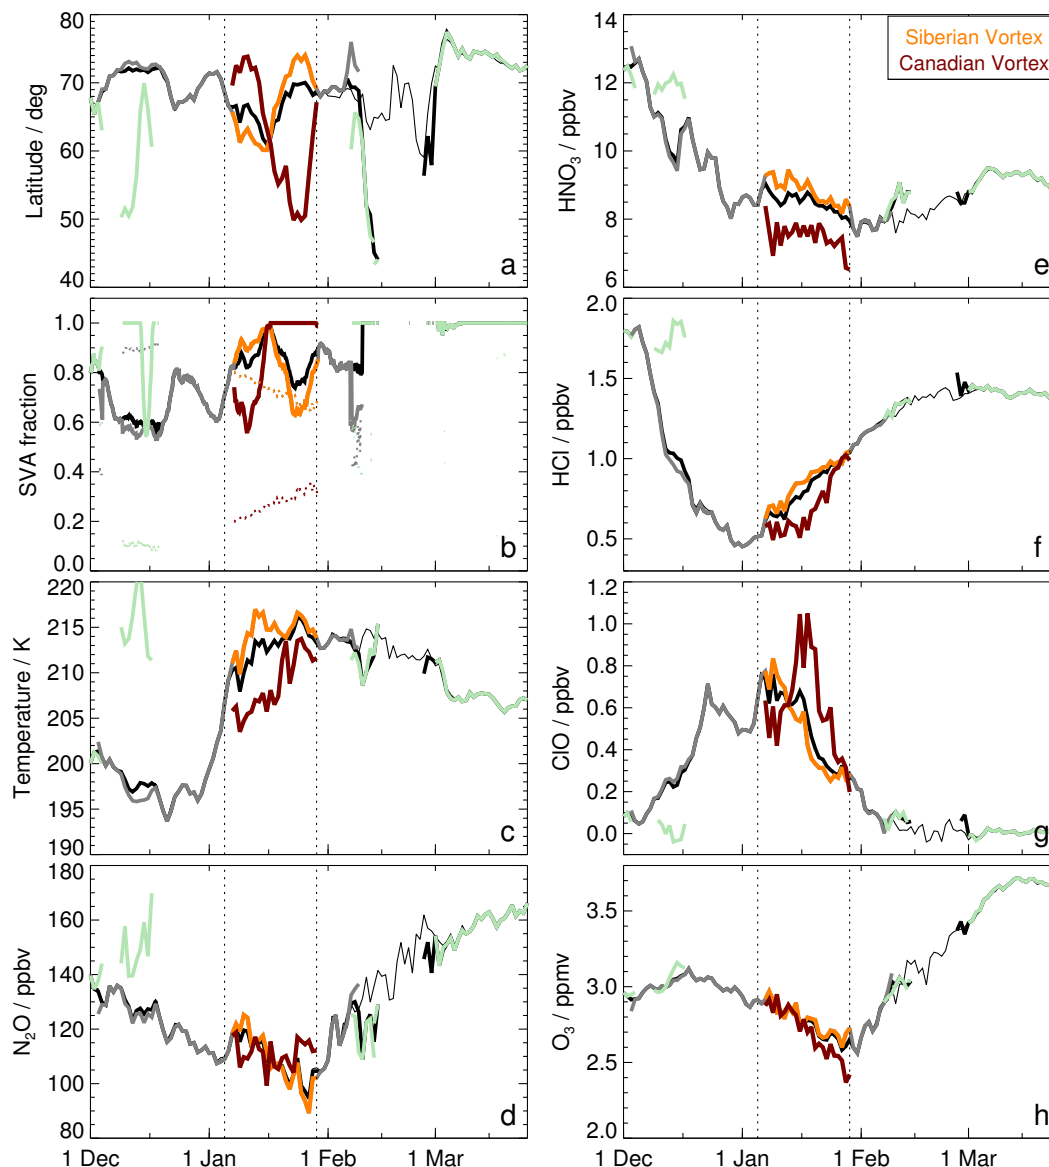 80
70
60
50
40
Latitude / deg
a
1.0
0.8
0.6
0.4
0.2
0.0
SVA fraction
b
220
215
210
205
200
195
190
Temperature / K
c
180
160
140
120
100
80
N₂O / ppbv
d
1 Dec
1 Jan
1 Feb
1 Mar
14
12
10
8
6
HNO₃ / ppbv
Siberian Vortex
Canadian Vortex
e
2.0
1.5
1.0
0.5
HCl / ppbv
f
1.2
1.0
0.8
0.6
0.4
0.2
0.0
ClO / ppbv
g
3.5
3.0
2.5
2.0
O₃ / ppmv
h
1 Dec
1 Jan
1 Feb
1 Mar